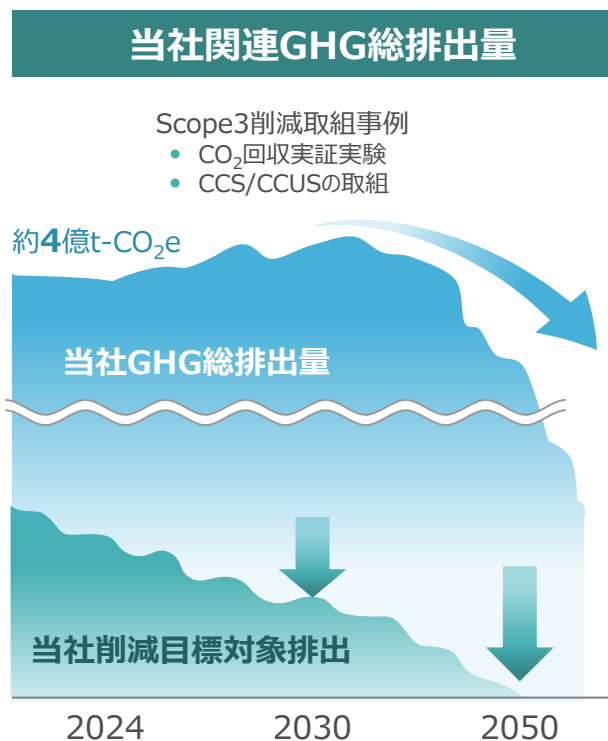 当社関連GHG総排出量
Scope3削減取組事例
• CO₂回収実証実験
• CCS/CCUSの取組
約4億t-CO₂e
当社GHG総排出量
当社削減目標対象排出
2024 2030 2050